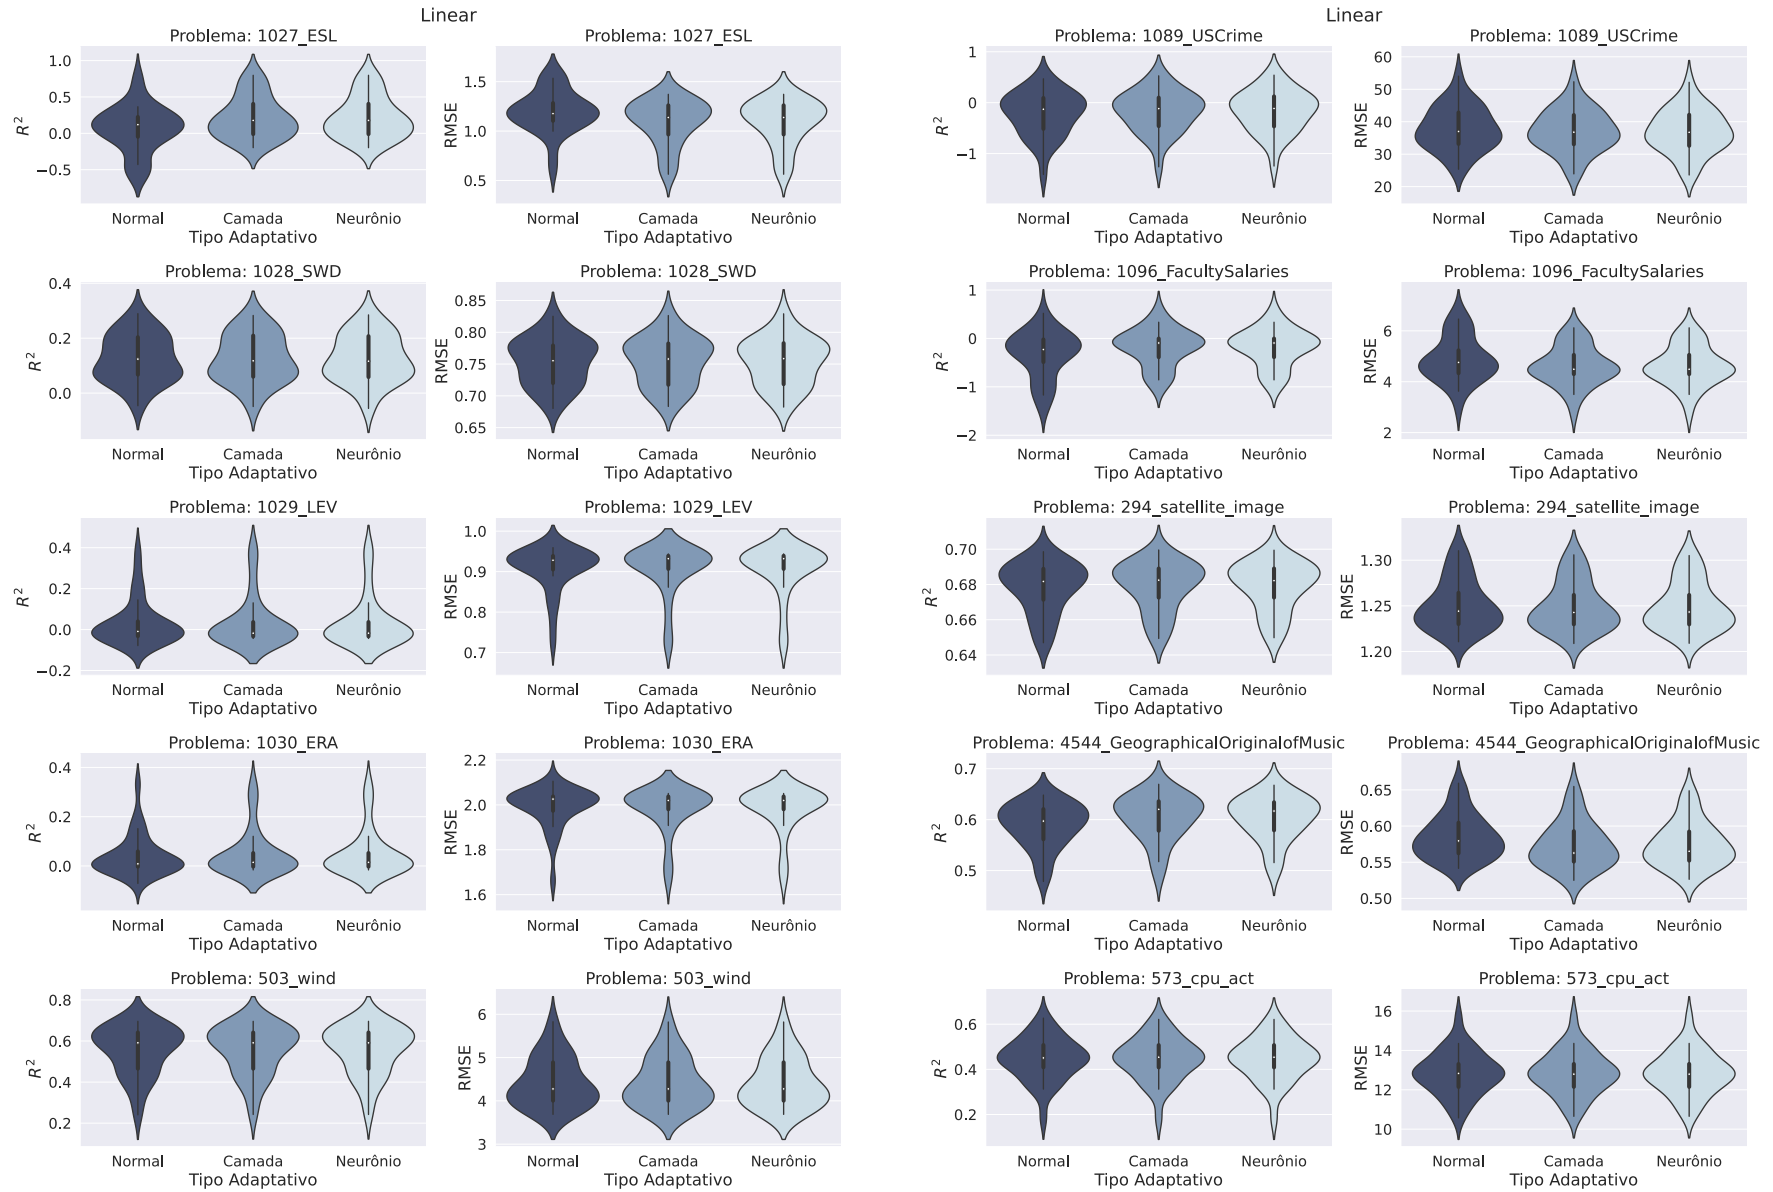 Linear
Problema: 1027_ESL
R²
1.0
0.5
0.0
−0.5
Normal Camada Neurônio
Tipo Adaptativo
Problema: 1027_ESL
RMSE
1.5
1.0
0.5
Normal Camada Neurônio
Tipo Adaptativo
Problema: 1028_SWD
R²
0.4
0.2
0.0
Normal Camada Neurônio
Tipo Adaptativo
Problema: 1028_SWD
RMSE
0.85
0.80
0.75
0.70
0.65
Normal Camada Neurônio
Tipo Adaptativo
Problema: 1029_LEV
R²
0.4
0.2
0.0
−0.2
Normal Camada Neurônio
Tipo Adaptativo
Problema: 1029_LEV
RMSE
1.0
0.9
0.8
0.7
Normal Camada Neurônio
Tipo Adaptativo
Problema: 1030_ERA
R²
0.4
0.2
0.0
Normal Camada Neurônio
Tipo Adaptativo
Problema: 1030_ERA
RMSE
2.2
2.0
1.8
1.6
Normal Camada Neurônio
Tipo Adaptativo
Problema: 503_wind
R²
0.8
0.6
0.4
0.2
Normal Camada Neurônio
Tipo Adaptativo
Problema: 503_wind
RMSE
6
5
4
3
Normal Camada Neurônio
Tipo Adaptativo
Linear
Problema: 1089_USCrime
R²
1
0
−1
Normal Camada Neurônio
Tipo Adaptativo
Problema: 1089_USCrime
RMSE
60
50
40
30
20
Normal Camada Neurônio
Tipo Adaptativo
Problema: 1096_FacultySalaries
R²
1
0
−1
−2
Normal Camada Neurônio
Tipo Adaptativo
Problema: 1096_FacultySalaries
RMSE
6
4
2
Normal Camada Neurônio
Tipo Adaptativo
Problema: 294_satellite_image
R²
0.70
0.68
0.66
0.64
Normal Camada Neurônio
Tipo Adaptativo
Problema: 294_satellite_image
RMSE
1.30
1.25
1.20
Normal Camada Neurônio
Tipo Adaptativo
Problema: 4544_GeographicalOriginalofMusic
R²
0.7
0.6
0.5
Normal Camada Neurônio
Tipo Adaptativo
Problema: 4544_GeographicalOriginalofMusic
RMSE
0.65
0.60
0.55
0.50
Normal Camada Neurônio
Tipo Adaptativo
Problema: 573_cpu_act
R²
0.6
0.4
0.2
Normal Camada Neurônio
Tipo Adaptativo
Problema: 573_cpu_act
RMSE
16
14
12
10
Normal Camada Neurônio
Tipo Adaptativo